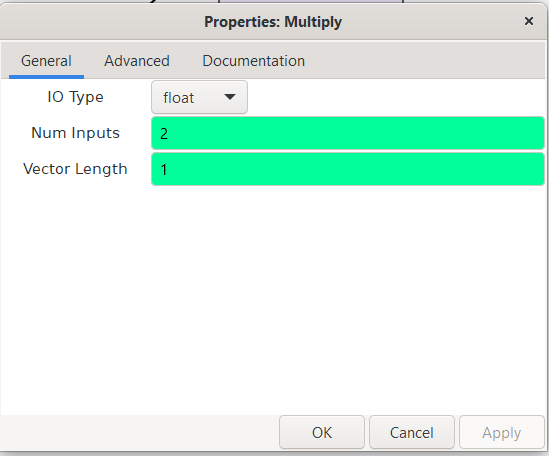 Properties: Multiply ×
General Advanced Documentation
IO Type float
Num Inputs 2
Vector Length 1
OK Cancel Apply